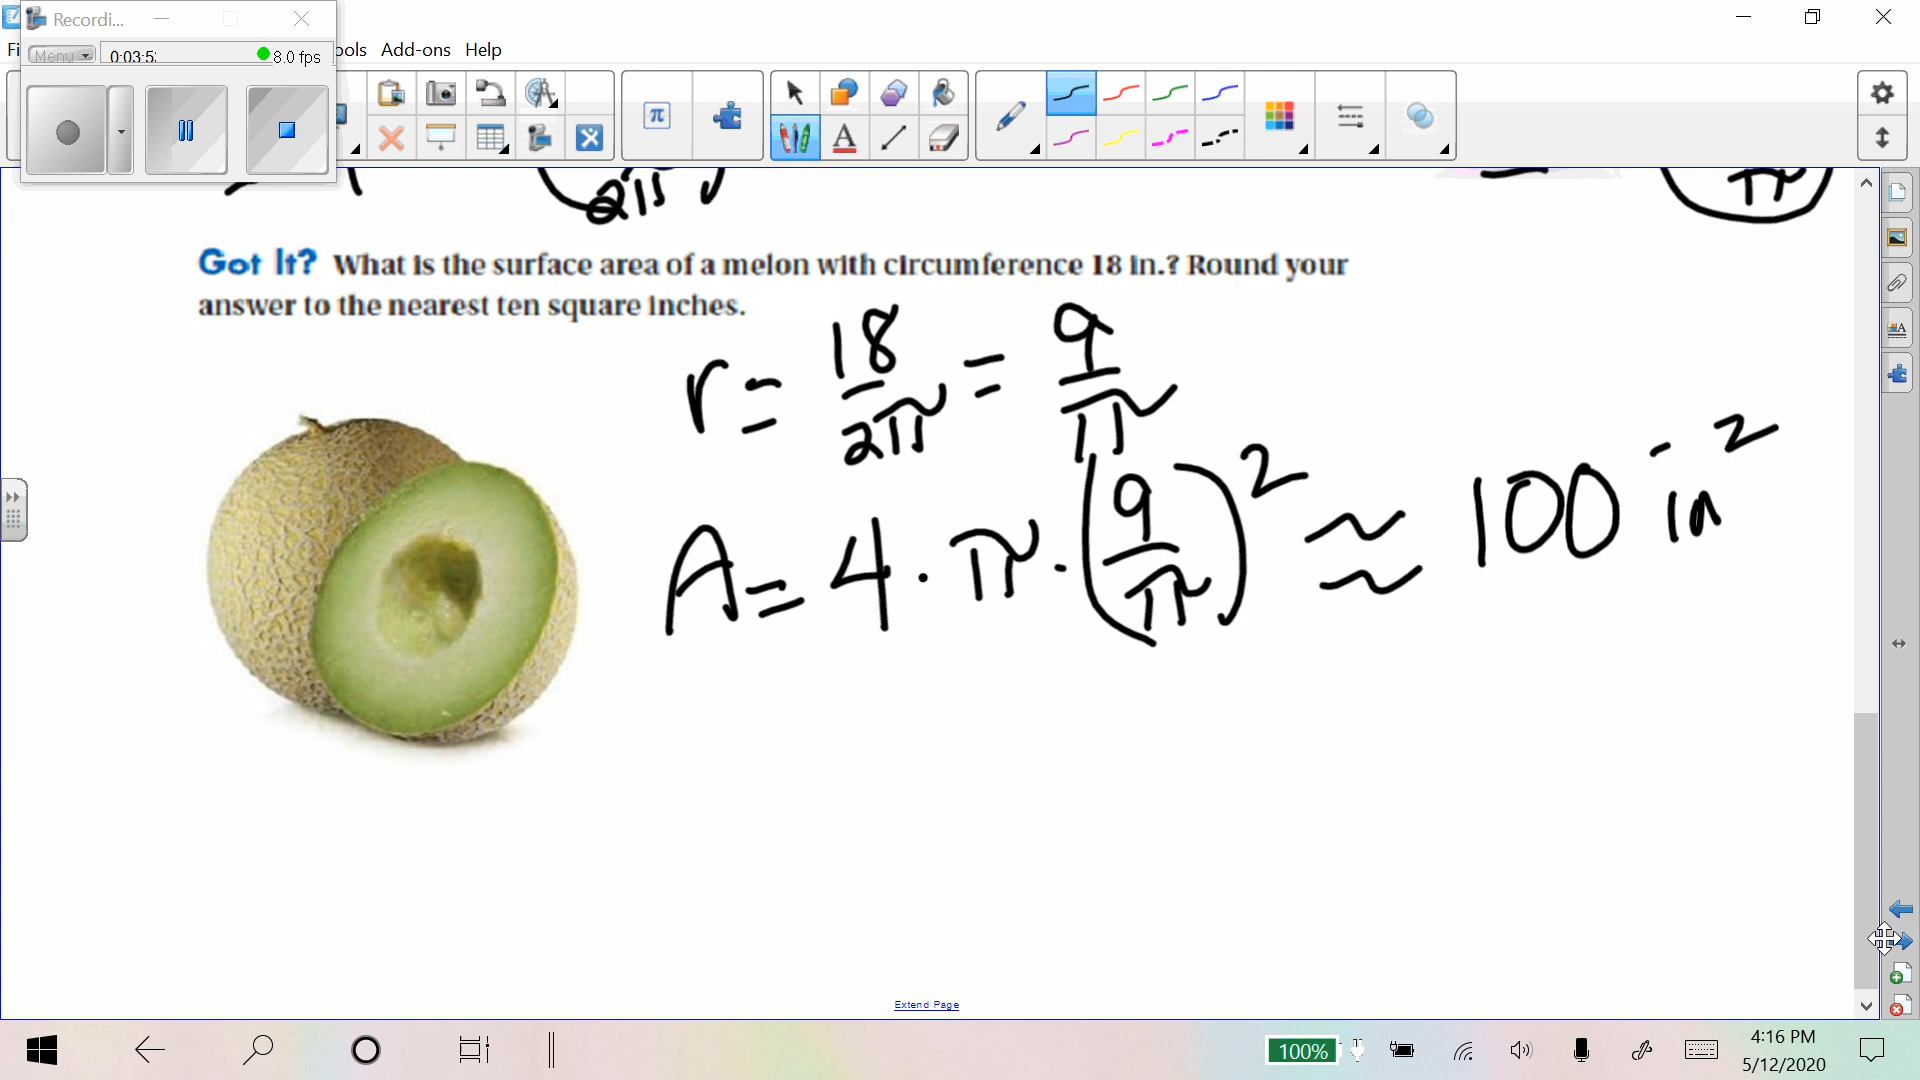 Recordi...
Fi ools Add-ons Help
Menu 0:03:5 8.0 fps
π
A
2π
π
Got It? What is the surface area of a melon with circumference 18 in.? Round your
answer to the nearest ten square inches.
r = 18/2π = 9/π
A = 4 · π · (9/π)² ≈ 100 in²
Extend Page
100%
4:16 PM
5/12/2020